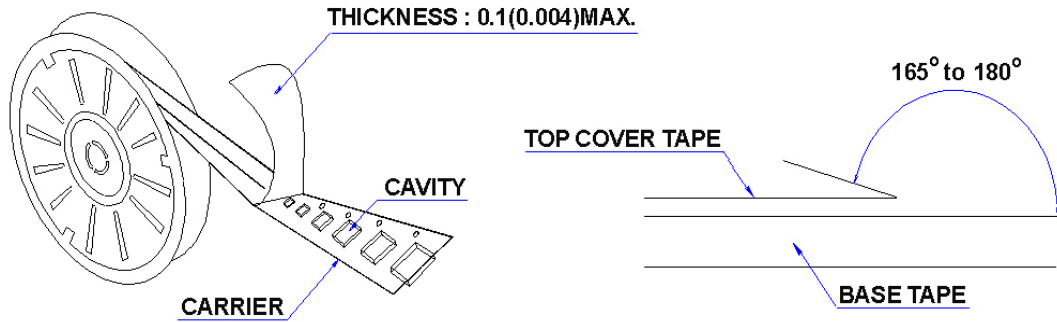 THICKNESS : 0.1(0.004)MAX.
165° to 180°
TOP COVER TAPE
CAVITY
CARRIER
BASE TAPE